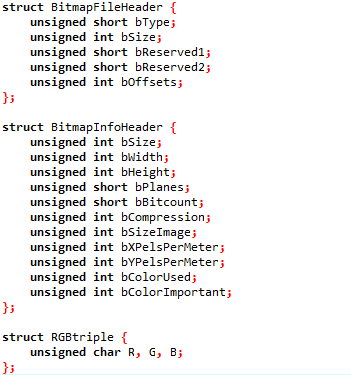 struct BitmapFileHeader {
    unsigned short bType;
    unsigned int bSize;
    unsigned short bReserved1;
    unsigned short bReserved2;
    unsigned int bOffsets;
};

struct BitmapInfoHeader {
    unsigned int bSize;
    unsigned int bWidth;
    unsigned int bHeight;
    unsigned short bPlanes;
    unsigned short bBitcount;
    unsigned int bCompression;
    unsigned int bSizeImage;
    unsigned int bXPelsPerMeter;
    unsigned int bYPelsPerMeter;
    unsigned int bColorUsed;
    unsigned int bColorImportant;
};

struct RGBtriple {
    unsigned char R, G, B;
};